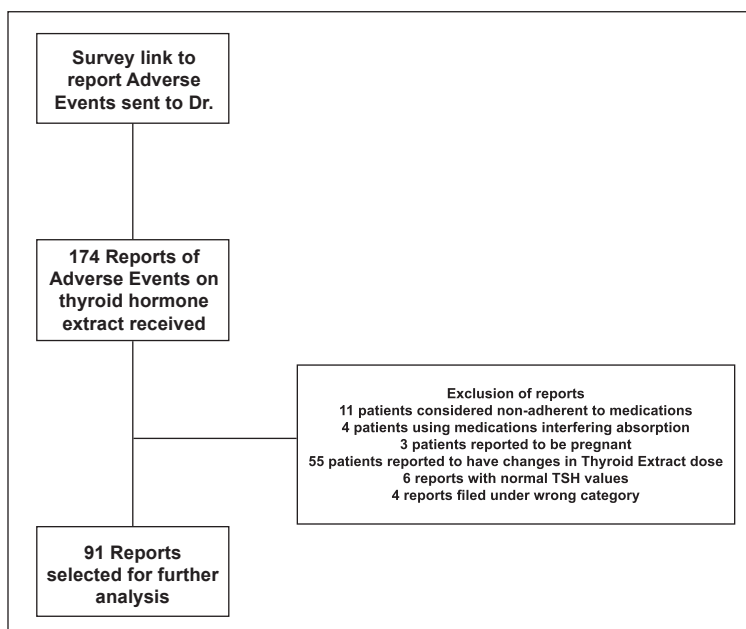 Survey link to
report Adverse
Events sent to Dr.
174 Reports of
Adverse Events on
thyroid hormone
extract received
Exclusion of reports
11 patients considered non-adherent to medications
4 patients using medications interfering absorption
3 patients reported to be pregnant
55 patients reported to have changes in Thyroid Extract dose
6 reports with normal TSH values
4 reports filed under wrong category
91 Reports
selected for further
analysis